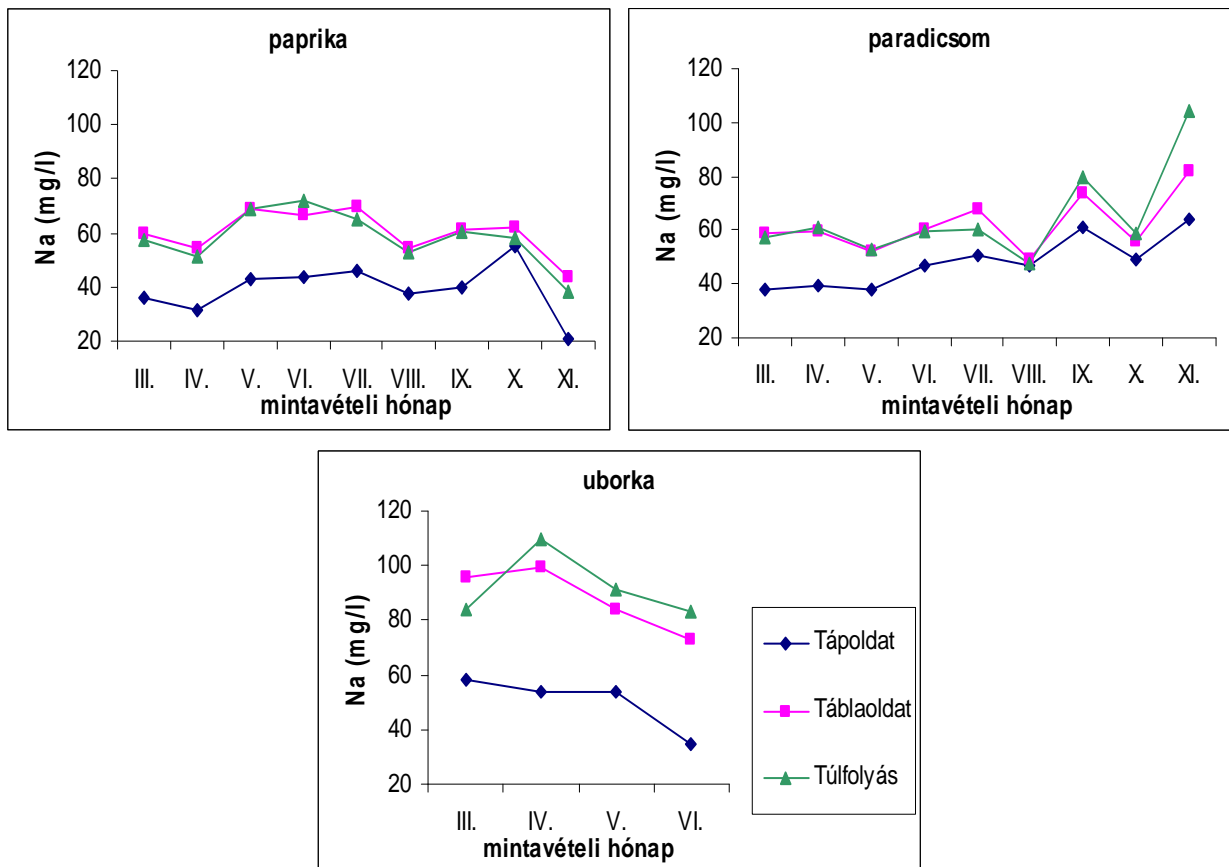 paprika
120
100
80
60
40
20
Na (mg/l)
III. IV. V. VI. VII. VIII. IX. X. XI.
mintavételi hónap
paradicsom
120
100
80
60
40
20
Na (mg/l)
III. IV. V. VI. VII. VIII. IX. X. XI.
mintavételi hónap
uborka
120
100
80
60
40
20
Na (mg/l)
III. IV. V. VI.
mintavételi hónap
Tápoldat
Táblaoldat
Túlfolyás